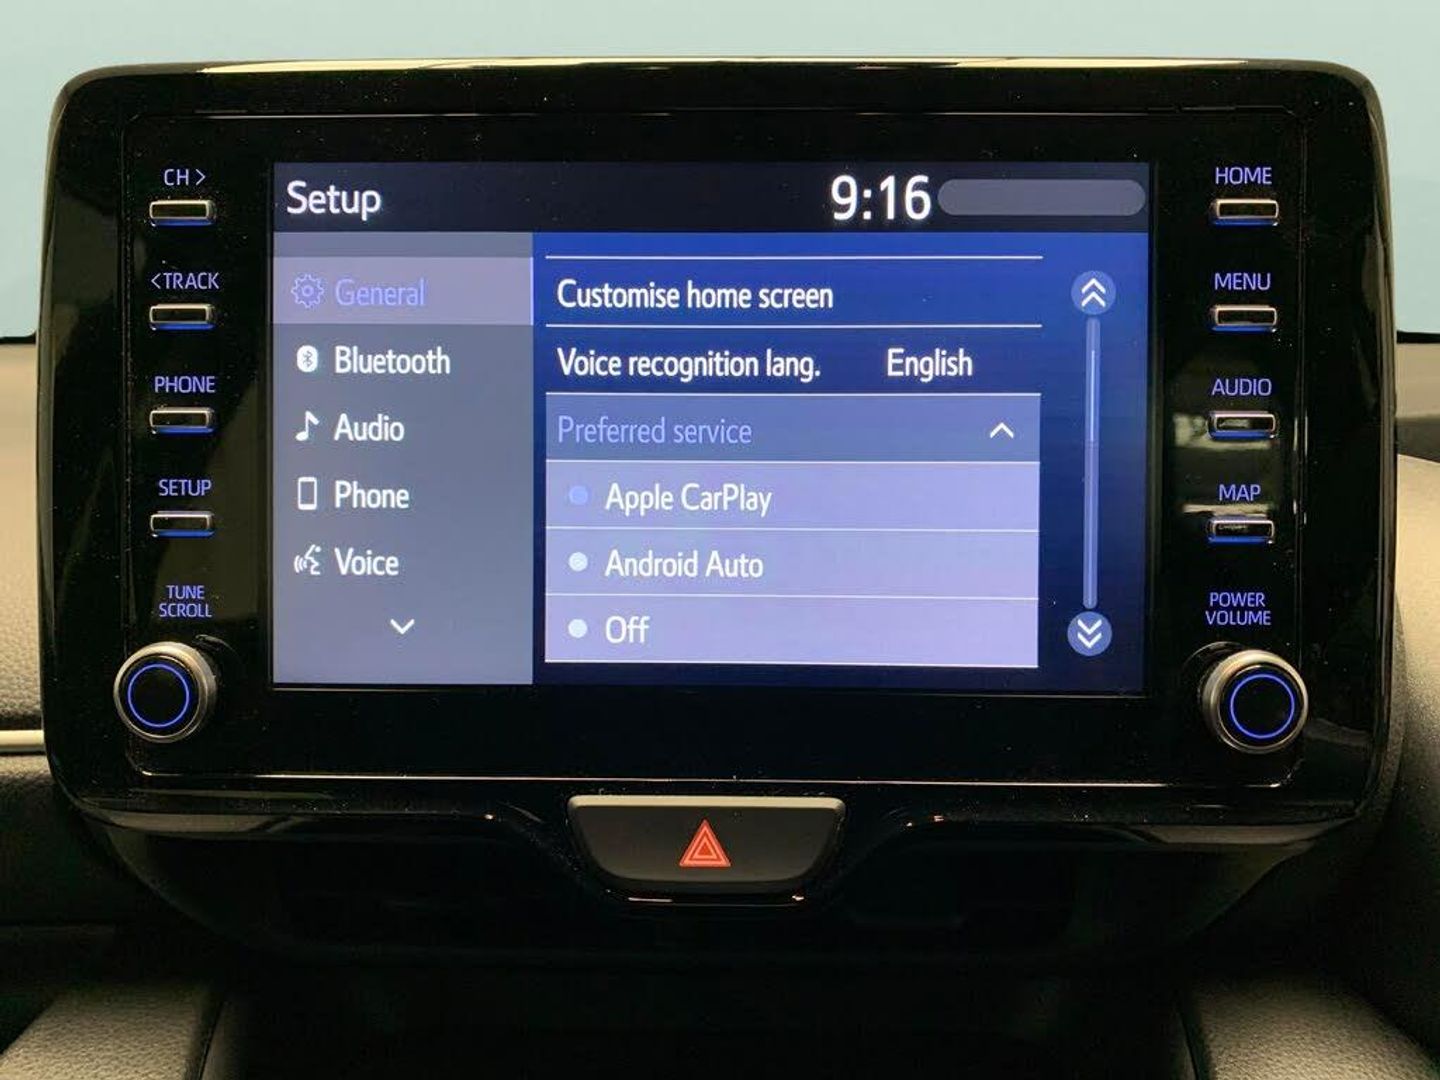 CH >
<TRACK
PHONE
SETUP
TUNE
SCROLL
Setup
9:16
General
Bluetooth
Audio
Phone
Voice
Customise home screen
Voice recognition lang. English
Preferred service
Apple CarPlay
Android Auto
Off
HOME
MENU
AUDIO
MAP
POWER
VOLUME